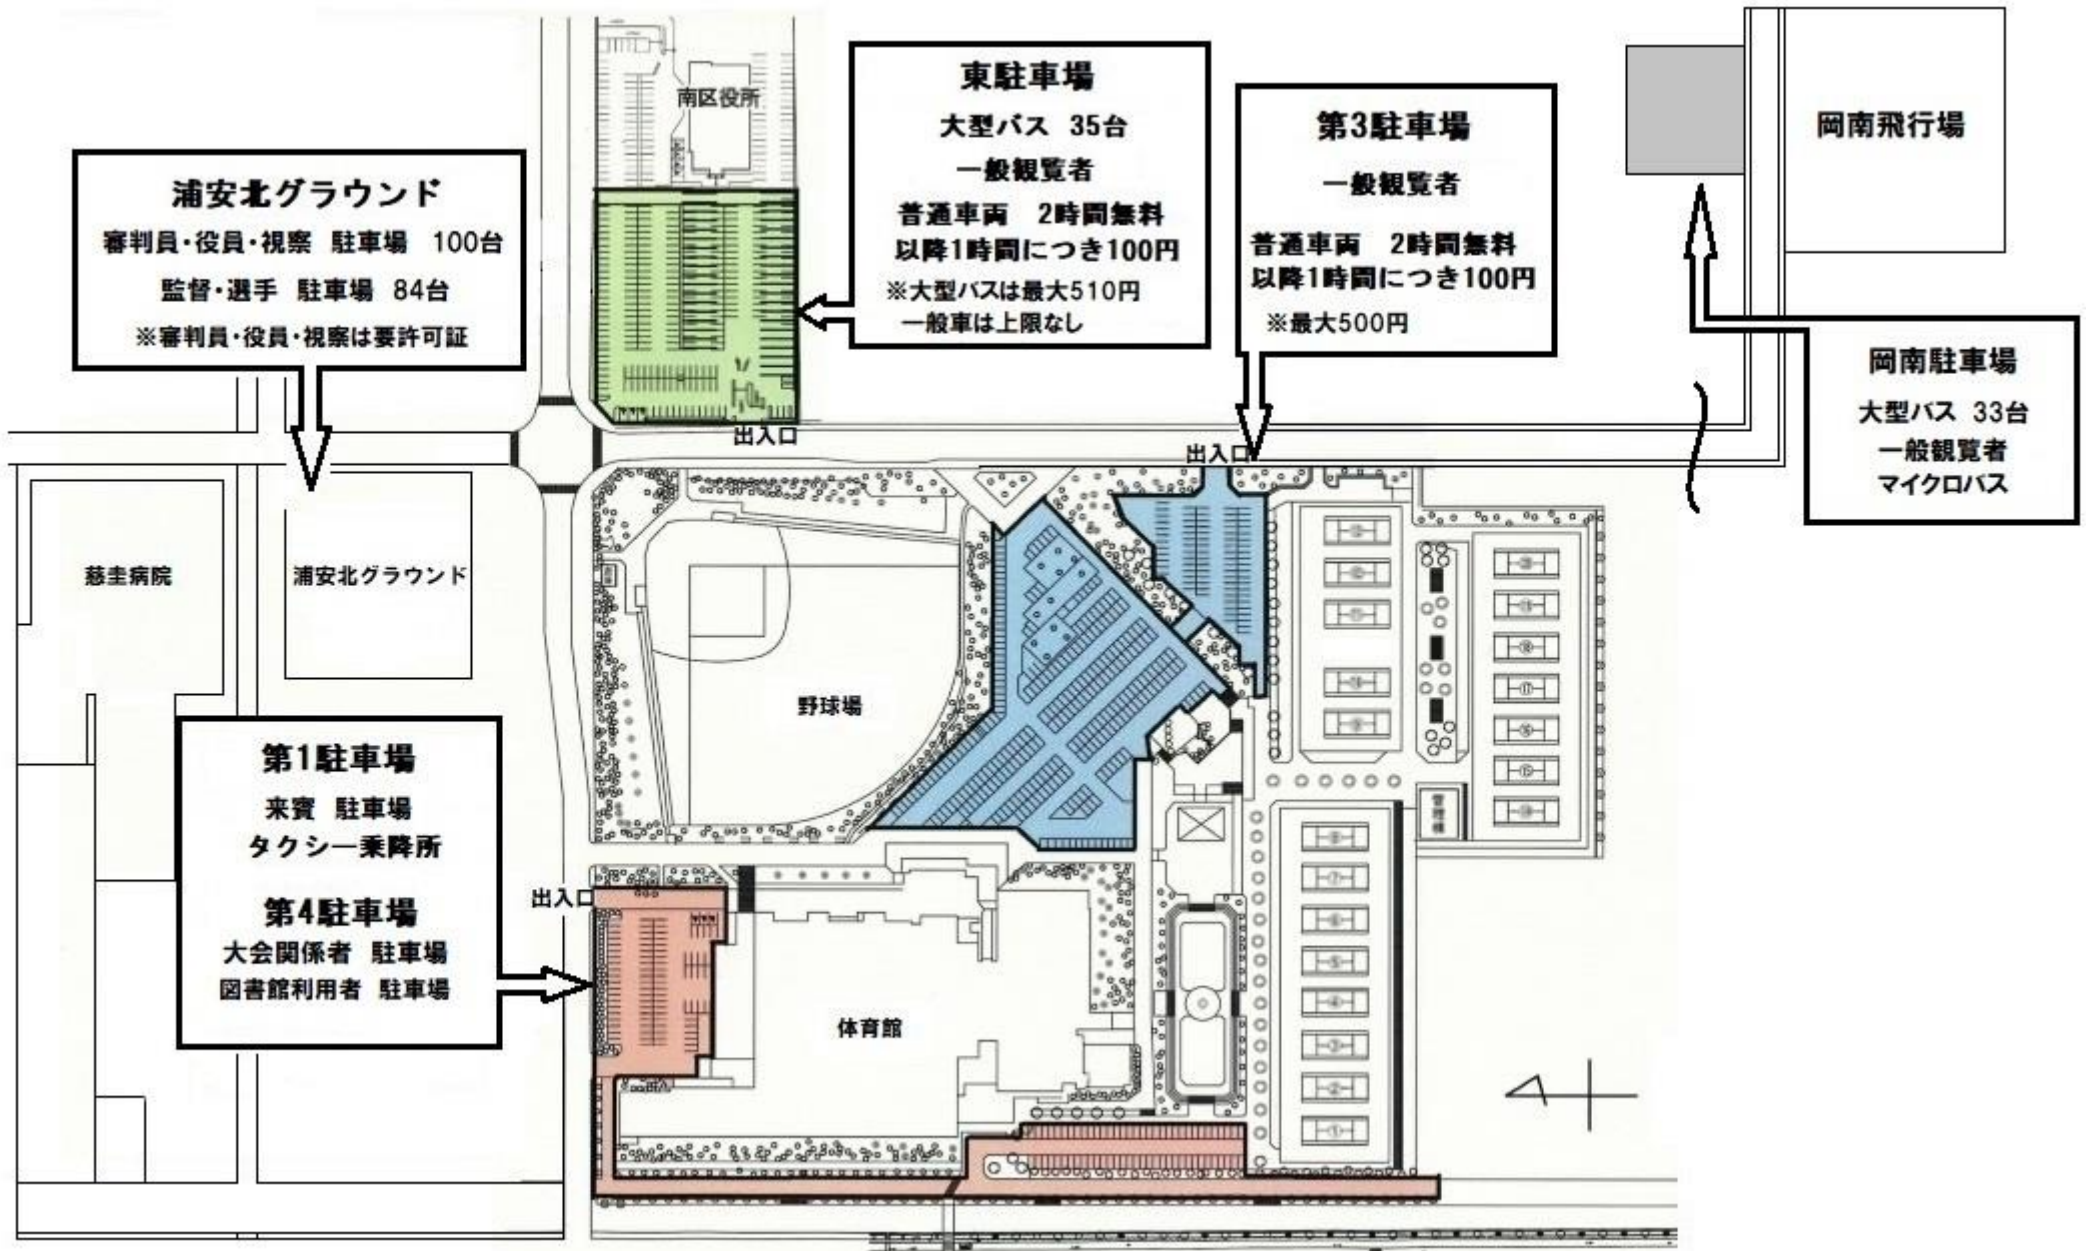 南区役所
東駐車場
大型バス 35台
一般観覧者
普通車両 2時間無料
以降1時間につき100円
※大型バスは最大510円
一般車は上限なし
第3駐車場
一般観覧者
普通車両 2時間無料
以降1時間につき100円
※最大500円
岡南飛行場
浦安北グラウンド
審判員・役員・視察 駐車場 100台
監督・選手 駐車場 84台
※審判員・役員・視察は要許可証
岡南駐車場
大型バス 33台
一般観覧者
マイクロバス
出入口
出入口
慈圭病院
浦安北グラウンド
野球場
第1駐車場
来賓 駐車場
タクシー乗降所
第4駐車場
大会関係者 駐車場
図書館利用者 駐車場
出入口
体育館
管理棟
⑧
⑦
⑥
⑤
④
③
②
①